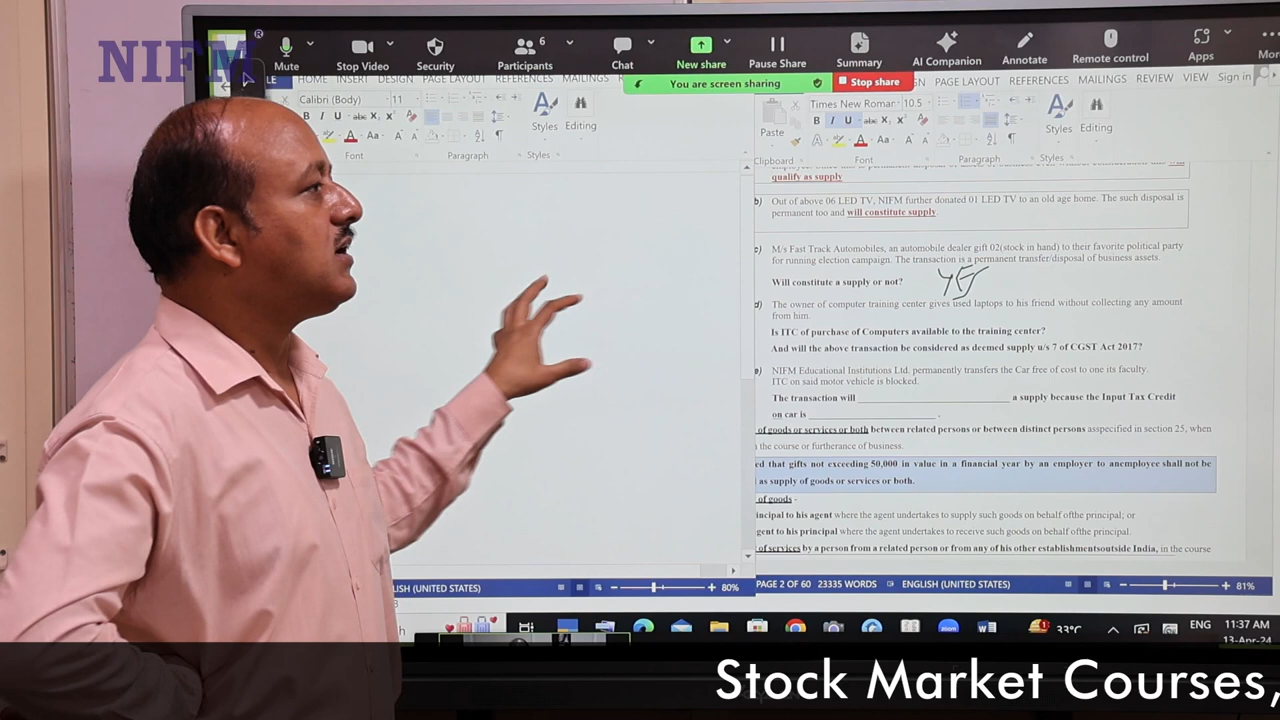 NIFM
®
Mute
Stop Video
Security
Participants
6
Chat
New share
Pause Share
Summary
AI Companion
Annotate
Remote control
Apps
You are screen sharing
Stop share
HOME INSERT DESIGN PAGE LAYOUT REFERENCES MAILINGS
PAGE LAYOUT REFERENCES MAILINGS REVIEW VIEW Sign in
Calibri (Body) 11
Styles
Editing
Font
Paragraph
Styles
Paste
Times New Roman 10.5
Styles
Editing
Clipboard
Font
Paragraph
Styles
qualify as supply
b) Out of above 06 LED TV, NIFM further donated 01 LED TV to an old age home. The such disposal is
permanent too and will constitute supply.
c) M/s Fast Track Automobiles, an automobile dealer gift 02(stock in hand) to their favorite political party
for running election campaign. The transaction is a permanent transfer/disposal of business assets.
Will constitute a supply or not? YES
d) The owner of computer training center gives used laptops to his friend without collecting any amount
from him.
Is ITC of purchase of Computers available to the training center?
And will the above transaction be considered as deemed supply u/s 7 of CGST Act 2017?
e) NIFM Educational Institutions Ltd. permanently transfers the Car free of cost to one its faculty.
ITC on said motor vehicle is blocked.
The transaction will ______________________________ a supply because the Input Tax Credit
on car is _________________________ .
of goods or services or both between related persons or between distinct persons asspecified in section 25, when
the course or furtherance of business.
ed that gifts not exceeding 50,000 in value in a financial year by an employer to anemployee shall not be
as supply of goods or services or both.
of goods -
incipal to his agent where the agent undertakes to supply such goods on behalf ofthe principal; or
gent to his principal where the agent undertakes to receive such goods on behalf ofthe principal.
of services by a person from a related person or from any of his other establishmentsoutside India, in the course
ISH (UNITED STATES)
80%
PAGE 2 OF 60 23335 WORDS ENGLISH (UNITED STATES) 81%
33°C
ENG
11:37 AM
13-Apr-24
Stock Market Courses,